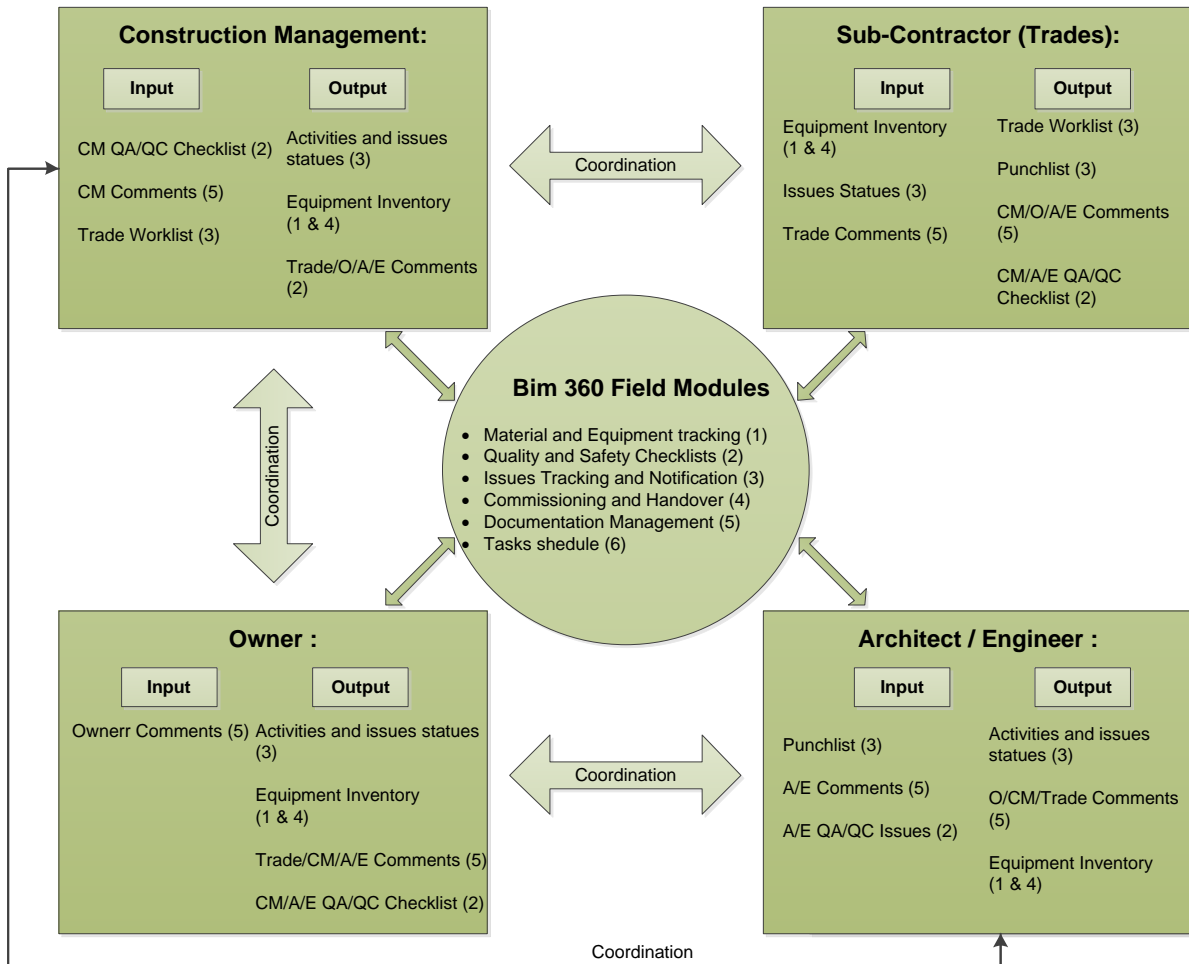 Construction Management:
Input
Output
CM QA/QC Checklist (2)
CM Comments (5)
Trade Worklist (3)
Activities and issues
statues (3)
Equipment Inventory
(1 & 4)
Trade/O/A/E Comments
(2)
Coordination
Sub-Contractor (Trades):
Input
Output
Equipment Inventory
(1 & 4)
Issues Statues (3)
Trade Comments (5)
Trade Worklist (3)
Punchlist (3)
CM/O/A/E Comments
(5)
CM/A/E QA/QC
Checklist (2)
Coordination
Bim 360 Field Modules
• Material and Equipment tracking (1)
• Quality and Safety Checklists (2)
• Issues Tracking and Notification (3)
• Commissioning and Handover (4)
• Documentation Management (5)
• Tasks shedule (6)
Owner :
Input
Output
Ownerr Comments (5)
Activities and issues statues
(3)
Equipment Inventory
(1 & 4)
Trade/CM/A/E Comments (5)
CM/A/E QA/QC Checklist (2)
Coordination
Architect / Engineer :
Input
Output
Punchlist (3)
A/E Comments (5)
A/E QA/QC Issues (2)
Activities and issues
statues (3)
O/CM/Trade Comments
(5)
Equipment Inventory
(1 & 4)
Coordination